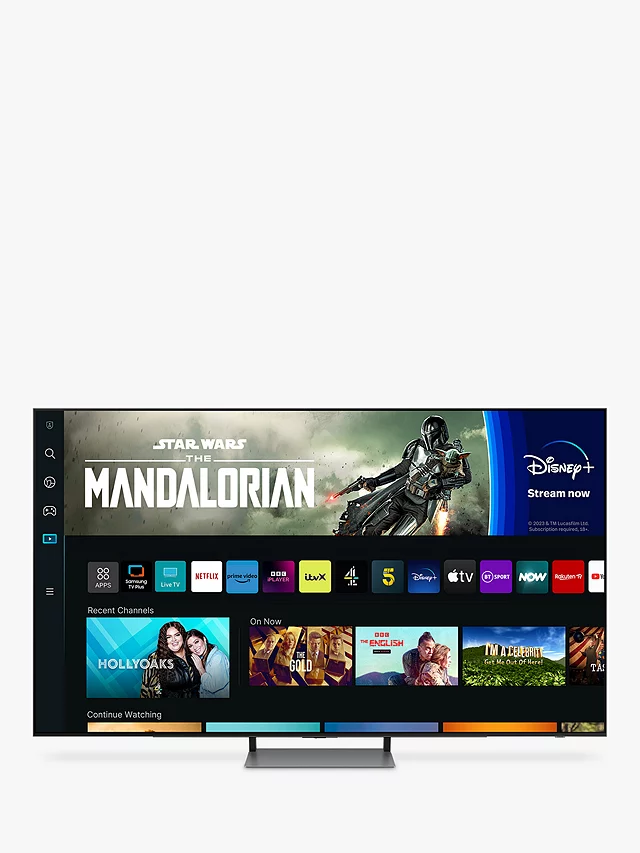 STAR WARS
THE
MANDALORIAN
Disney+
Stream now
© 2023 & TM Lucasfilm Ltd.
Subscription required, 18+.
APPS
Samsung
TV Plus
Live TV
NETFLIX
prime video
BBC
iPLAYER
itvX
4
5
Disney+
tv
BT SPORT
NOW
Rakuten TV
Recent Channels
HOLLYOAKS
On Now
THE
GOLD
BBC
THE ENGLISH
I'M A CELEBRITY
Get Me Out Of Here!
TAS
Continue Watching